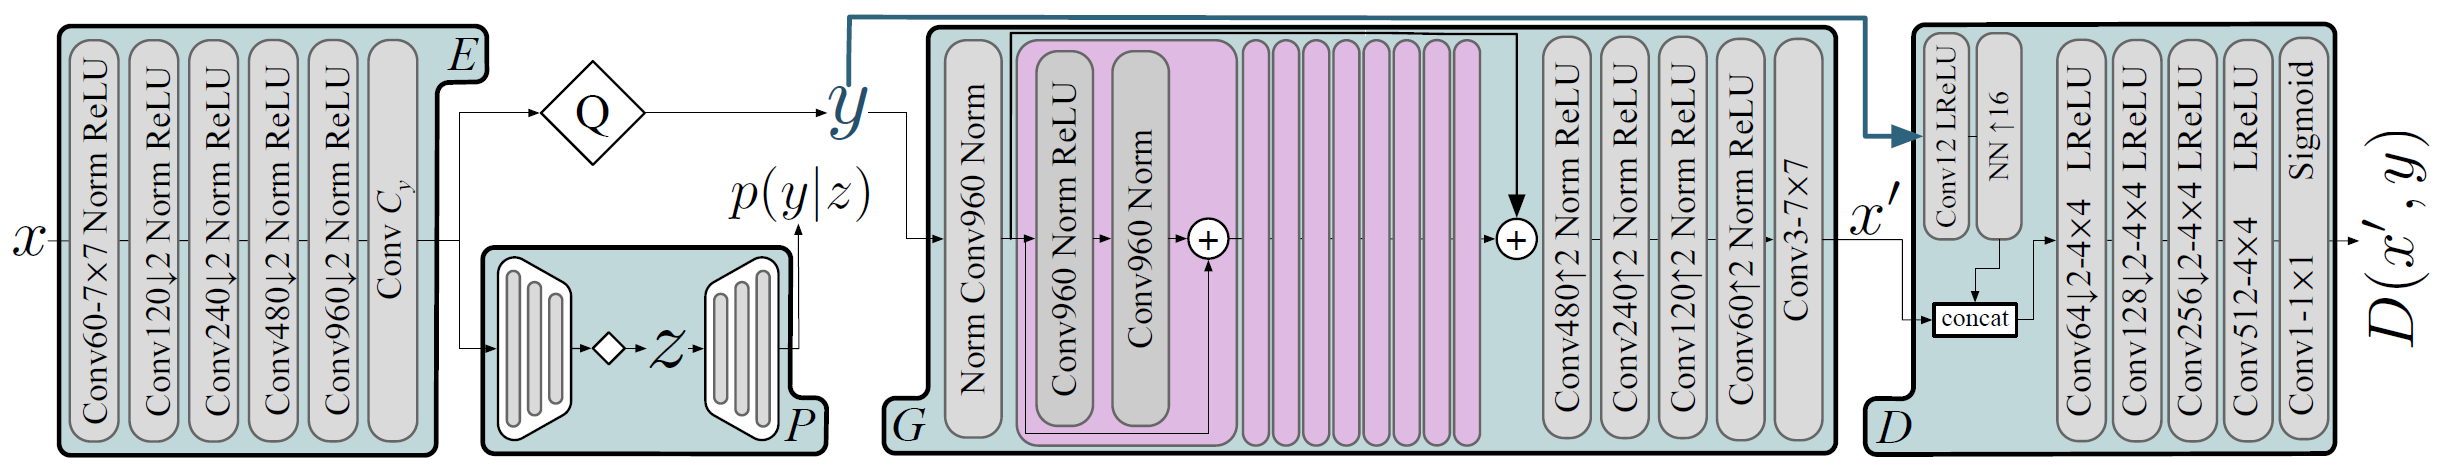 x
Conv60-7×7 Norm ReLU
Conv120↓2 Norm ReLU
Conv240↓2 Norm ReLU
Conv480↓2 Norm ReLU
Conv960↓2 Norm ReLU
Conv C_y
E
Q
y
p(y|z)
z
P
G
Norm Conv960 Norm
Conv960 Norm ReLU
Conv960 Norm
+
+
Conv480↑2 Norm ReLU
Conv240↑2 Norm ReLU
Conv120↑2 Norm ReLU
Conv60↑2 Norm ReLU
Conv3-7×7
x′
Conv12 LReLU
NN ↑16
concat
D
Conv64↓2-4×4 LReLU
Conv128↓2-4×4 LReLU
Conv256↓2-4×4 LReLU
Conv512-4×4 LReLU
Conv1-1×1 Sigmoid
D(x′, y)